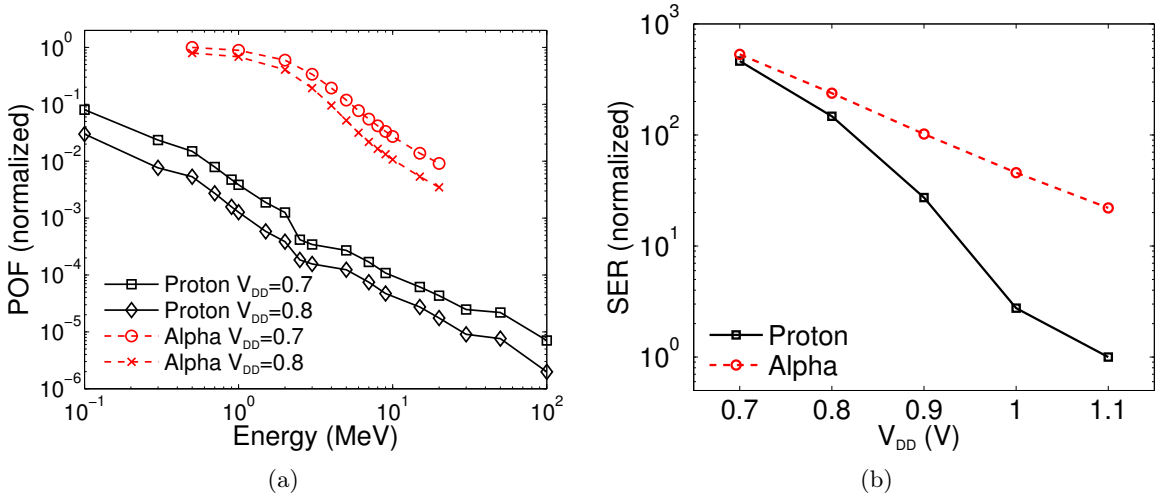 10^0
10^-1
10^-2
10^-3
10^-4
10^-5
10^-6
POF (normalized)
Proton V_DD=0.7
Proton V_DD=0.8
Alpha V_DD=0.7
Alpha V_DD=0.8
10^-1 10^0 10^1 10^2
Energy (MeV)
(a)
10^3
10^2
10^1
10^0
SER (normalized)
Proton
Alpha
0.7 0.8 0.9 1 1.1
V_DD (V)
(b)